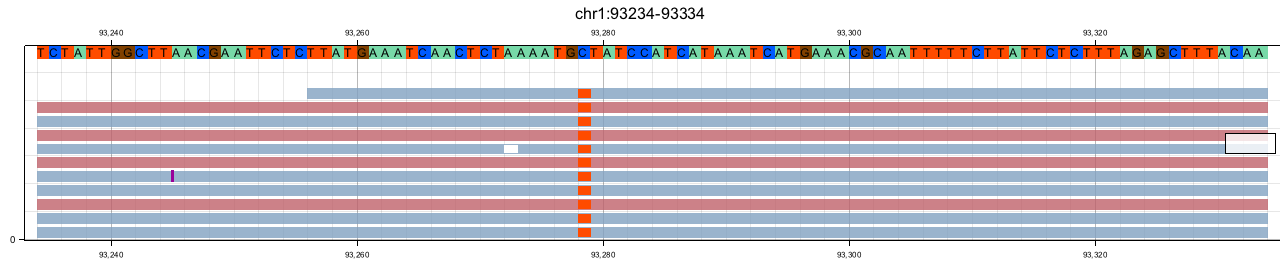 chr1:93234-93334
93,240 93,260 93,280 93,300 93,320
TCTATTGGCTTAACGAATTCTCTTATGAAATCAACTCTAAAATGCTATCCATCATAAATCATGAAACGCAATTTTTCTTATTCTCTTTAGAGCTTTACAA
0
93,240 93,260 93,280 93,300 93,320